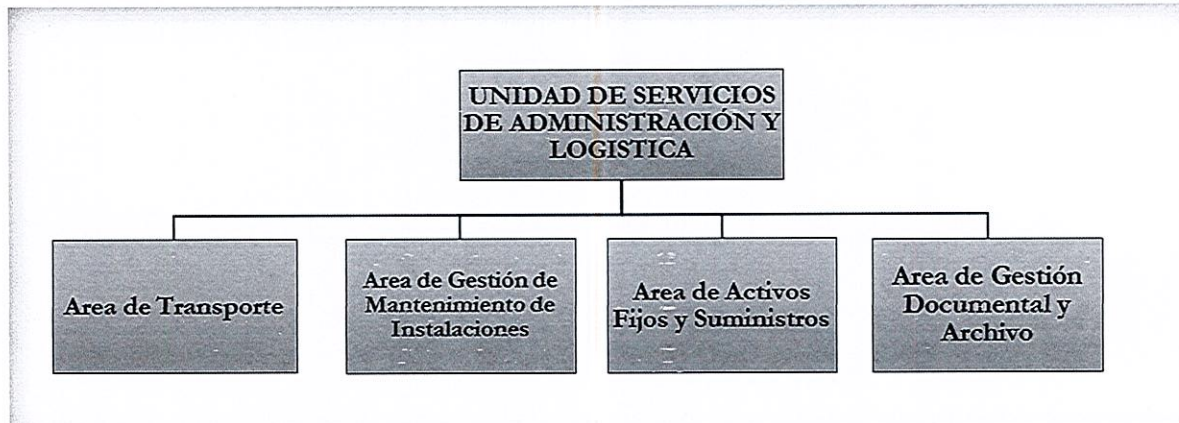 UNIDAD DE SERVICIOS
DE ADMINISTRACIÓN Y
LOGISTICA
Area de Transporte
Area de Gestión de
Mantenimiento de
Instalaciones
Area de Activos
Fijos y Suministros
Area de Gestión
Documental y
Archivo